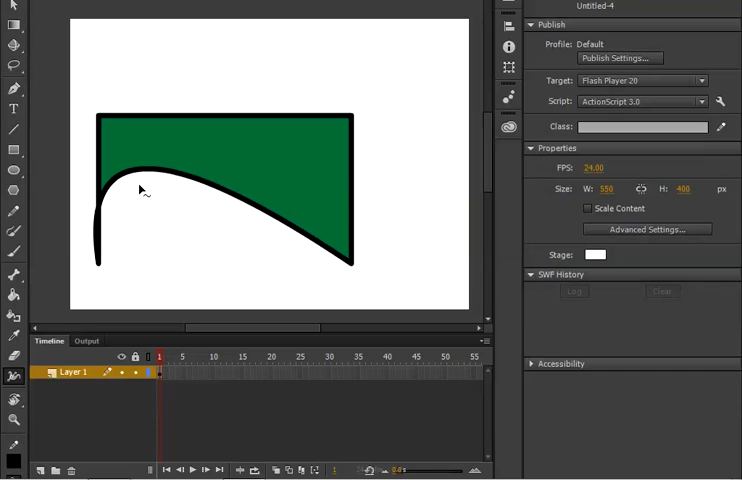 Untitled-4
Publish
Profile: Default
Publish Settings...
Target: Flash Player 20
Script: ActionScript 3.0
Class:
Properties
FPS: 24.00
Size: W: 550 H: 400 px
Scale Content
Advanced Settings...
Stage:
SWF History
Log Clear
Accessibility
Timeline Output
1 5 10 15 20 25 30 35 40 45 50 55
Layer 1
1 0.0s
T